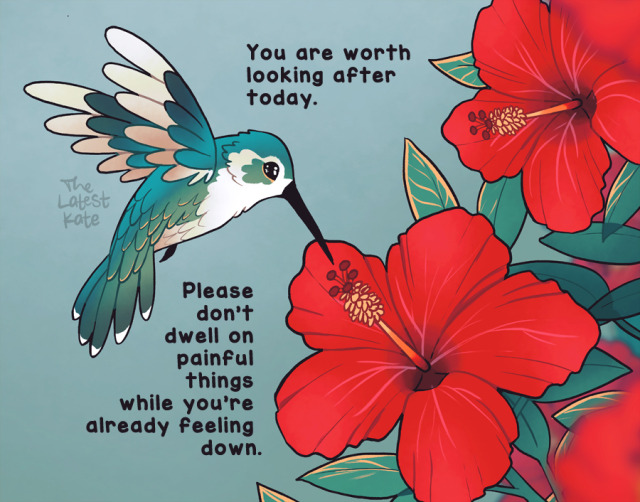 You are worth
looking after
today.
The
Latest
Kate
Please
don't
dwell on
painful
things
while you're
already feeling
down.